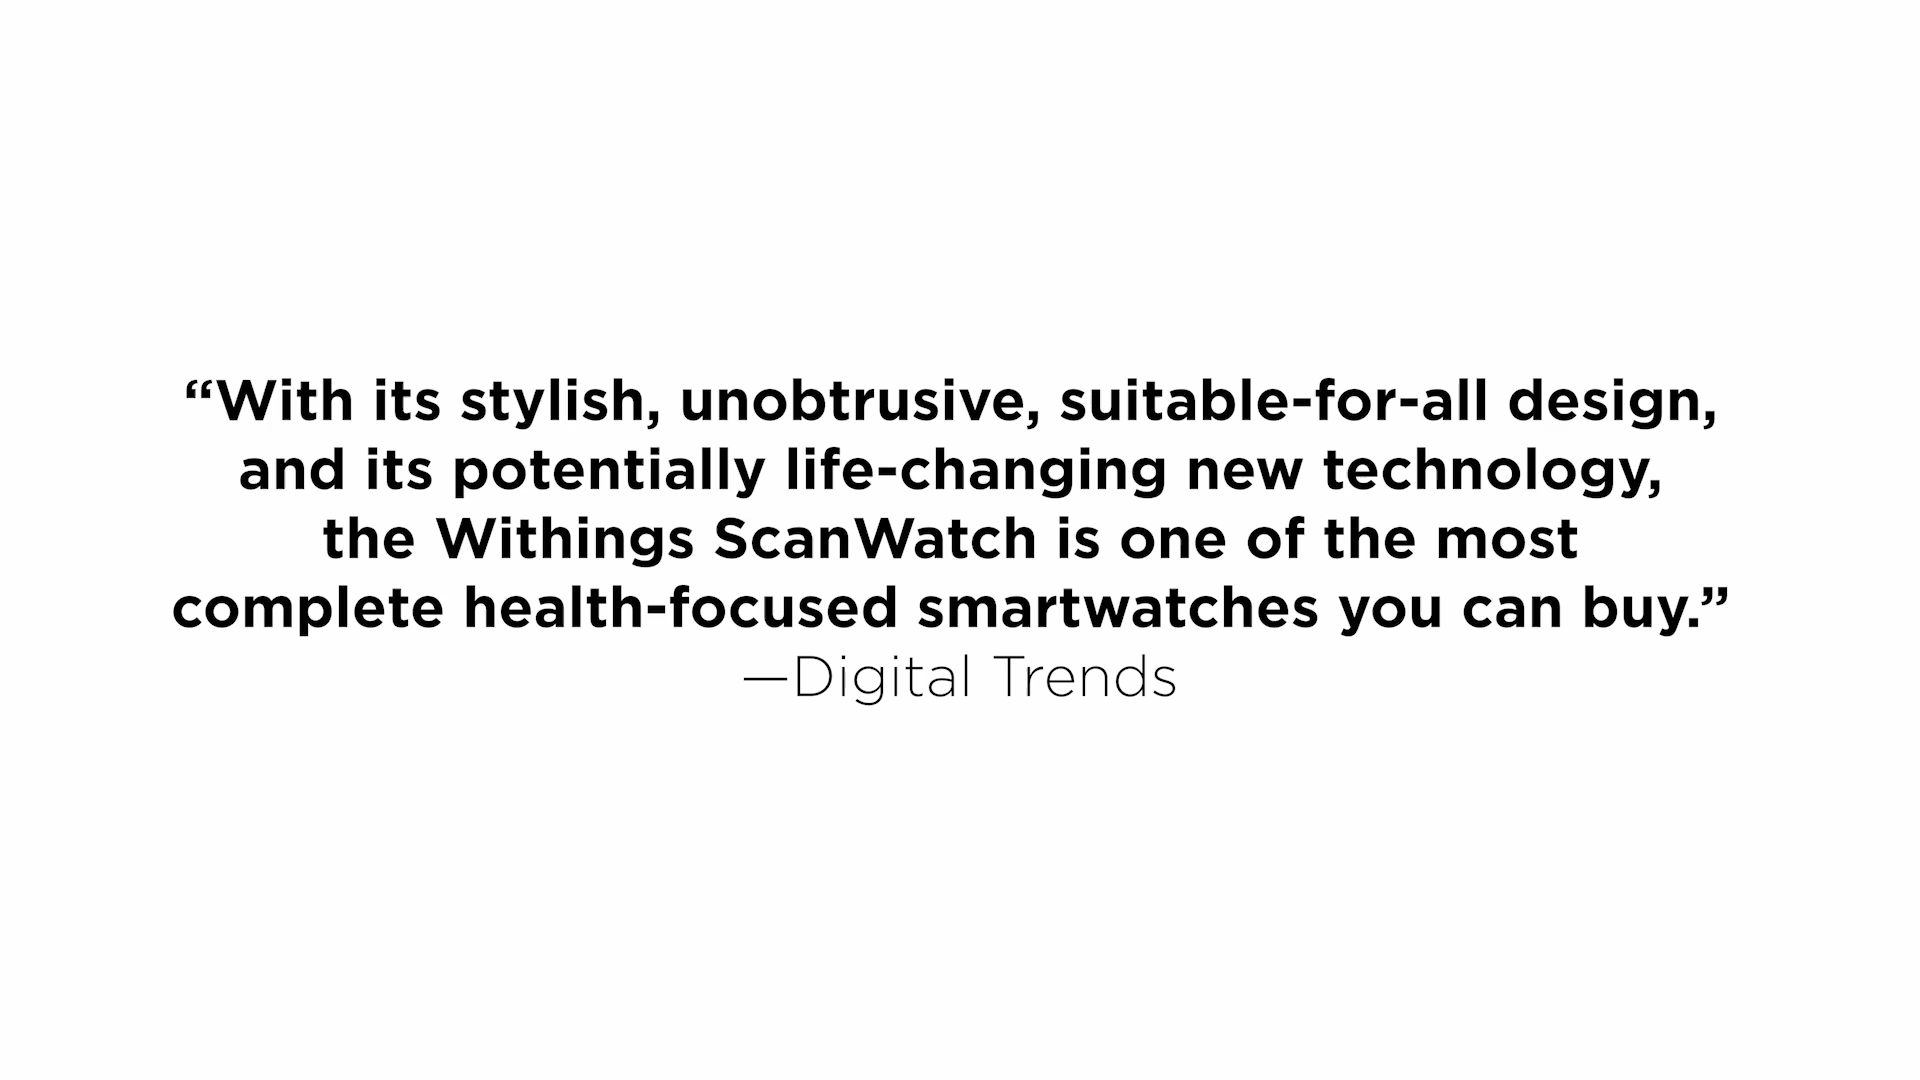 “With its stylish, unobtrusive, suitable-for-all design,
and its potentially life-changing new technology,
the Withings ScanWatch is one of the most
complete health-focused smartwatches you can buy.”
—Digital Trends